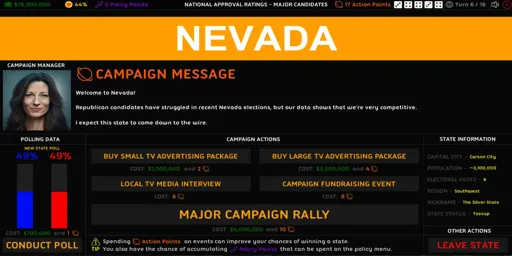 $76,900,000 44% 0 Policy Points NATIONAL APPROVAL RATINGS - MAJOR CANDIDATES 17 Action Points Turn 6 / 16
NEVADA
CAMPAIGN MANAGER
CAMPAIGN MESSAGE
Welcome to Nevada!
Republican candidates have struggled in recent Nevada elections, but our data shows that we're very competitive.
I expect this state to come down to the wire.
POLLING DATA
NEW STATE POLL
49% 49%
COST: $100,000 and 1
CONDUCT POLL
CAMPAIGN ACTIONS
BUY SMALL TV ADVERTISING PACKAGE
COST: $1,000,000 and 2
BUY LARGE TV ADVERTISING PACKAGE
COST: $2,500,000 and 4
LOCAL TV MEDIA INTERVIEW
COST: 6
CAMPAIGN FUNDRAISING EVENT
COST: 8
MAJOR CAMPAIGN RALLY
COST: $6,000,000 and 10
Spending Action Points on events can improve your chances of winning a state.
TIP You also have the chance of accumulating Policy Points that can be spent on the policy menu.
STATE INFORMATION
CAPITAL CITY - Carson City
POPULATION - ~3,100,000
ELECTORAL VOTES - 6
REGION - Southwest
NICKNAME - The Silver State
STATE STATUS - Tossup
OTHER ACTIONS
LEAVE STATE